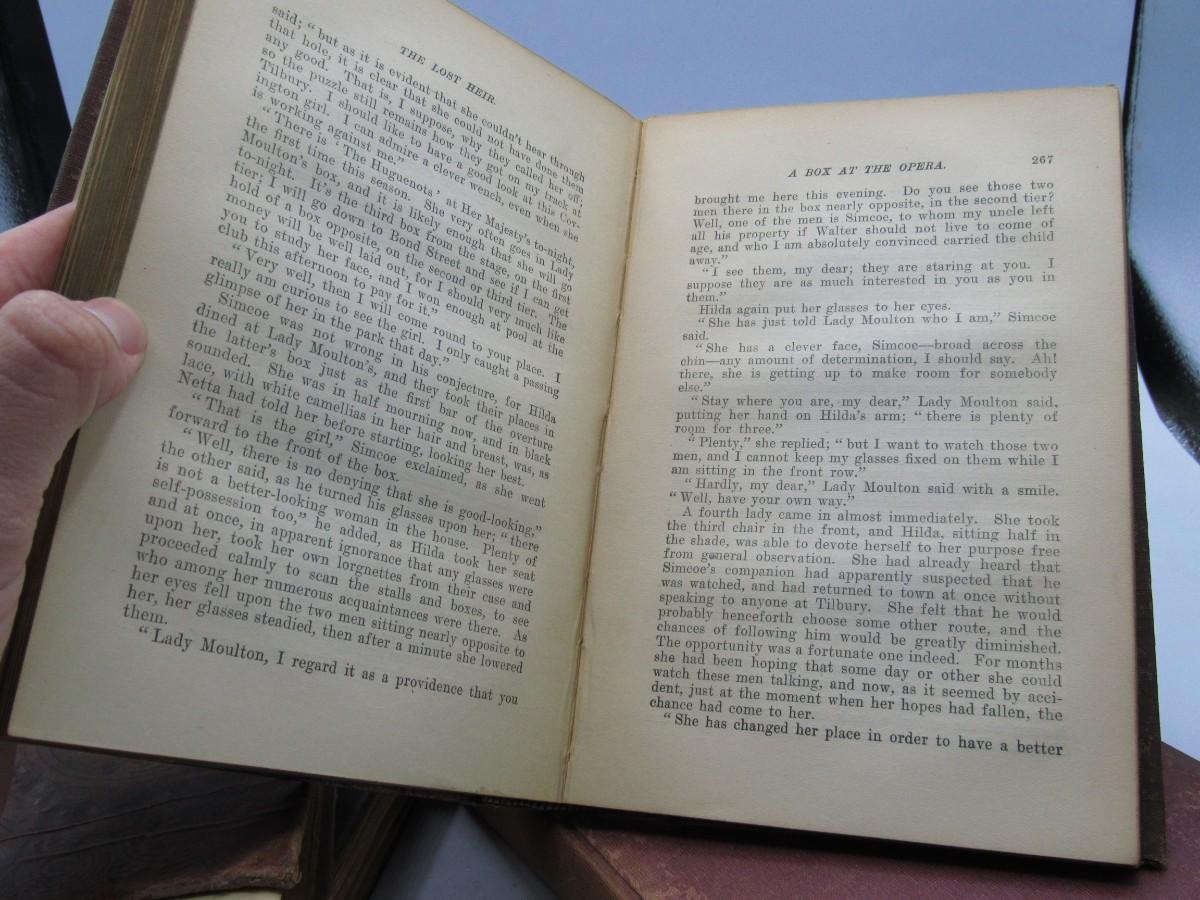 THE LOST HEIR.
said; "but as it is evident that she couldn't hear through
that hole, it is clear that she could not have done them
any good. That is, I suppose, why they called her off;
so the puzzle still remains how they got on my track at
Tilbury. I should like to have a good look at this Cov-
ington girl. I can admire a clever wench, even when she
is working against me."
"There is 'The Huguenots' at Her Majesty's to-night,
the first time this season. She very often goes in Lady
Moulton's box, and it is likely enough that she will go
to-night. It's the third box from the stage, on the first
tier; I will go down to Bond Street and see if I can get
hold of a box opposite, on the second or third tier. The
money will be well laid out, for I should very much like
you to study her face, and I won enough at pool at the
club this afternoon to pay for it."
"Very well, then I will come round to your place. I
really am curious to see the girl. I only caught a passing
glimpse of her in the park that day."
Simcoe was not wrong in his conjecture, for Hilda
dined at Lady Moulton's, and they took their places in
the latter's box just as the first bar of the overture
sounded. She was in half mourning now, and in black
lace, with white camellias in her hair and breast, was, as
Netta had told her before starting, looking her best.
"That is the girl," Simcoe exclaimed, as she went
forward to the front of the box.
"Well, there is no denying that she is good-looking,"
the other said, as he turned his glasses upon her; "there
is not a better-looking woman in the house. Plenty of
self-possession too," he added, as Hilda took her seat
and at once, in apparent ignorance that any glasses were
upon her, took her own lorgnettes from their case and
proceeded calmly to scan the stalls and boxes, to see
who among her numerous acquaintances were there. As
her eyes fell upon the two men sitting nearly opposite to
her, her glasses steadied, then after a minute she lowered
them.
"Lady Moulton, I regard it as a providence that you
A BOX AT THE OPERA. 267
brought me here this evening. Do you see those two
men there in the box nearly opposite, in the second tier?
Well, one of the men is Simcoe, to whom my uncle left
all his property if Walter should not live to come of
age, and who I am absolutely convinced carried the child
away."
"I see them, my dear; they are staring at you. I
suppose they are as much interested in you as you in
them."
Hilda again put her glasses to her eyes.
"She has just told Lady Moulton who I am," Simcoe
said.
"She has a clever face, Simcoe—broad across the
chin—any amount of determination, I should say. Ah!
there, she is getting up to make room for somebody
else."
"Stay where you are, my dear," Lady Moulton said,
putting her hand on Hilda's arm; "there is plenty of
room for three."
"Plenty," she replied; "but I want to watch those two
men, and I cannot keep my glasses fixed on them while I
am sitting in the front row."
"Hardly, my dear," Lady Moulton said with a smile.
"Well, have your own way."
A fourth lady came in almost immediately. She took
the third chair in the front, and Hilda, sitting half in
the shade, was able to devote herself to her purpose free
from general observation. She had already heard that
Simcoe's companion had apparently suspected that he
was watched, and had returned to town at once without
speaking to anyone at Tilbury. She felt that he would
probably henceforth choose some other route, and the
chances of following him would be greatly diminished.
The opportunity was a fortunate one indeed. For months
she had been hoping that some day or other she could
watch these men talking, and now, as it seemed by acci-
dent, just at the moment when her hopes had fallen, the
chance had come to her.
"She has changed her place in order to have a better